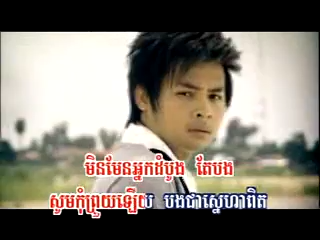 មិនមែនអ្នកដំបូង តែបង
សូមកុំព្រួយឡើយ បងជាស្នេហាពិត